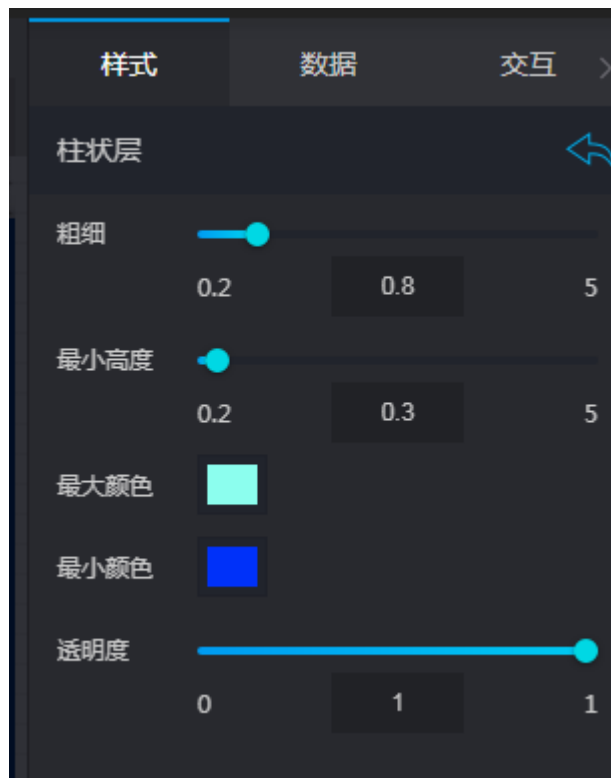 样式 数据 交互
柱状层
粗细
0.2 0.8 5
最小高度
0.2 0.3 5
最大颜色
最小颜色
透明度
0 1 1